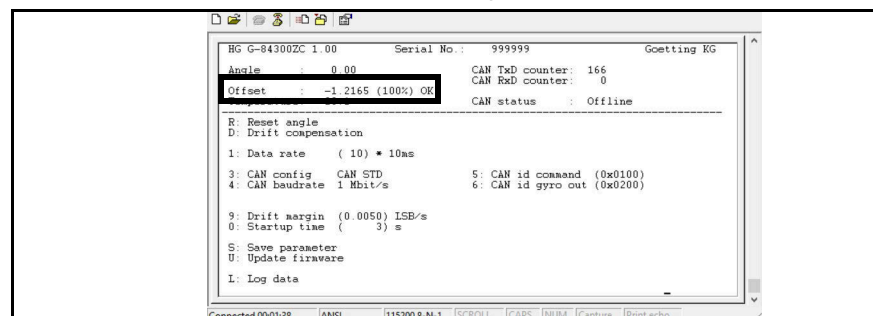 HG G-84300ZC 1.00 Serial No.: 999999 Goetting KG
Angle : 0.00 CAN TxD counter: 166
CAN RxD counter: 0
Offset : -1.2165 (100%) OK
CAN status : Offline
R: Reset angle
D: Drift compensation
1: Data rate ( 10) * 10ms
3: CAN config CAN STD 5: CAN id command (0x0100)
4: CAN baudrate 1 Mbit/s 6: CAN id gyro out (0x0200)
9: Drift margin (0.0050) LSB/s
0: Startup time ( 3) s
S: Save parameter
U: Update firmware
L: Log data
Connected 00:01:38 ANSI 115200 8-N-1 SCROLL CAPS NUM Capture Print echo